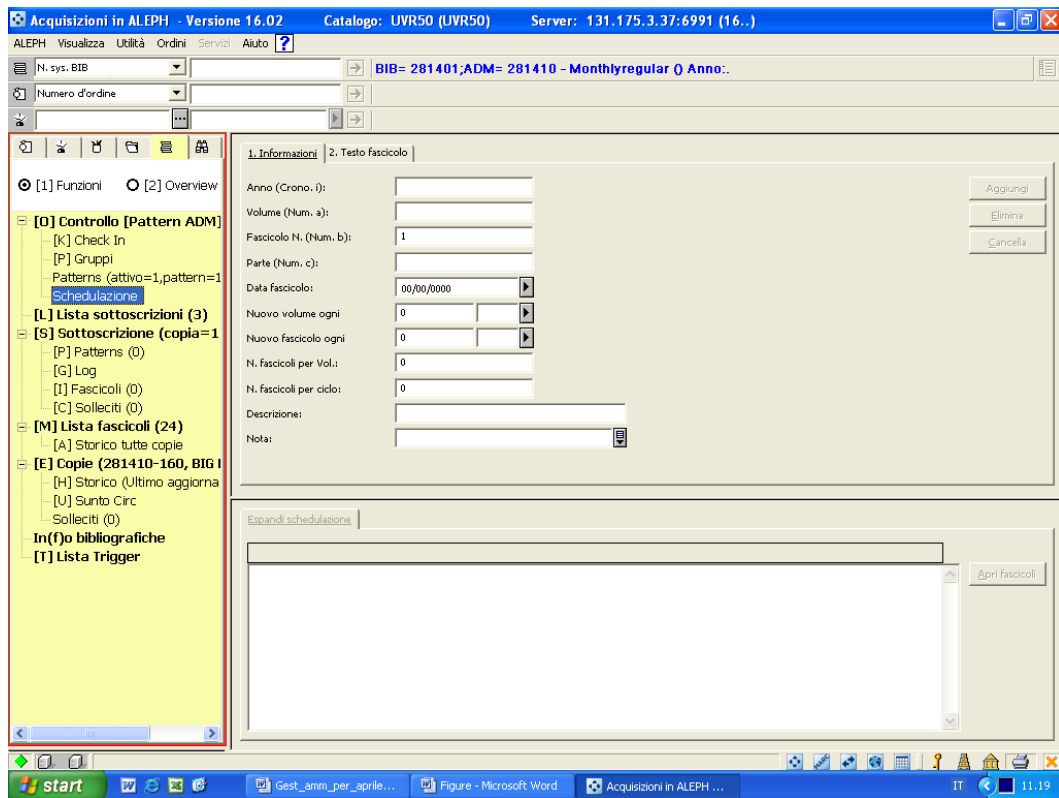 Acquisizioni in ALEPH - Versione 16.02 Catalogo: UVR50 (UVR50) Server: 131.175.3.37:6991 (16..)
ALEPH Visualizza Utilità Ordini Servizi Aiuto ?
N. sys. BIB
BIB= 281401;ADM= 281410 - Monthlyregular () Anno:.
Numero d'ordine
[1] Funzioni [2] Overview
[O] Controllo [Pattern ADM]
[K] Check In
[P] Gruppi
Patterns (attivo=1,pattern=1
Schedulazione
[L] Lista sottoscrizioni (3)
[S] Sottoscrizione (copia=1
[P] Patterns (0)
[G] Log
[I] Fascicoli (0)
[C] Solleciti (0)
[M] Lista fascicoli (24)
[A] Storico tutte copie
[E] Copie (281410-160, BIG I
[H] Storico (Ultimo aggiorna
[U] Sunto Circ
Solleciti (0)
In(f)o bibliografiche
[T] Lista Trigger
1. Informazioni 2. Testo fascicolo
Anno (Crono. i):
Volume (Num. a):
Fascicolo N. (Num. b): 1
Parte (Num. c):
Data fascicolo: 00/00/0000
Nuovo volume ogni 0
Nuovo fascicolo ogni 0
N. fascicoli per Vol.: 0
N. fascicoli per ciclo: 0
Descrizione:
Nota:
Aggiungi
Elimina
Cancella
Espandi schedulazione
Apri fascicoli
start Gest_amm_per_aprile... Figure - Microsoft Word Acquisizioni in ALEPH ... IT 11.19